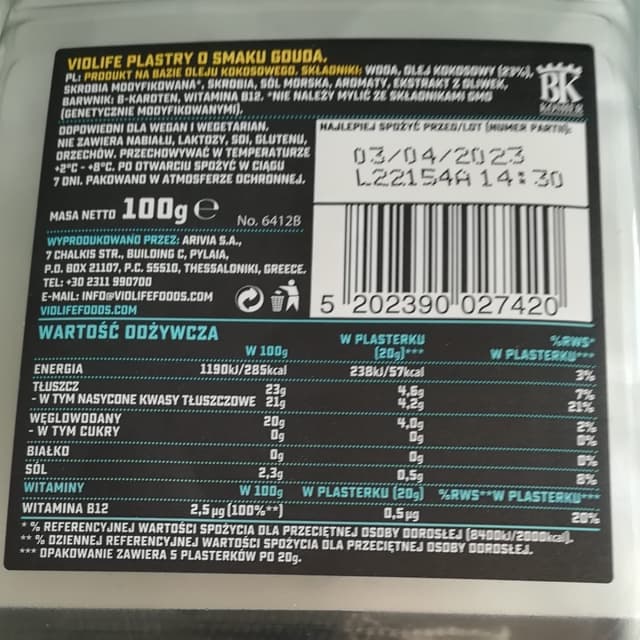 VIOLIFE PLASTRY O SMAKU GOUDA.
PL: PRODUKT NA BAZIE OLEJU KOKOSOWEGO. SKŁADNIKI: WODA, OLEJ KOKOSOWY (23%),
SKROBIA MODYFIKOWANA*, SKROBIA, SÓL MORSKA, AROMATY, EKSTRAKT Z OLIWEK,
BARWNIK: B-KAROTEN, WITAMINA B12. *NIE NALEŻY MYLIĆ ZE SKŁADNIKAMI GMO
(GENETYCZNIE MODYFIKOWANYMI).
BK
KOSHER
ODPOWIEDNI DLA WEGAN I WEGETARIAN.
NIE ZAWIERA NABIAŁU, LAKTOZY, SOI, GLUTENU,
ORZECHÓW. PRZECHOWYWAĆ W TEMPERATURZE
+2°C - +8°C. PO OTWARCIU SPOŻYĆ W CIĄGU
7 DNI. PAKOWANO W ATMOSFERZE OCHRONNEJ.
NAJLEPIEJ SPOŻYĆ PRZED/LOT (NUMER PARTII):
03/04/2023
L22154A 14:30
MASA NETTO 100g e No. 6412B
WYPRODUKOWANO PRZEZ: ARIVIA S.A.,
7 CHALKIS STR., BUILDING C, PYLAIA,
P.O. BOX 21107, P.C. 55510, THESSALONIKI, GREECE.
TEL: +30 2311 990700
E-MAIL: INFO@VIOLIFEFOODS.COM
VIOLIFEFOODS.COM
5 202390 027420
WARTOŚĆ ODŻYWCZA
W 100g W PLASTERKU (20g)*** %RWS* W PLASTERKU***
ENERGIA 1190kJ/285kcal 238kJ/57kcal 3%
TŁUSZCZ 23g 4,6g 7%
- W TYM NASYCONE KWASY TŁUSZCZOWE 21g 4,2g 21%
WĘGLOWODANY 20g 4,0g 2%
- W TYM CUKRY 0g 0g 0%
BIAŁKO 0g 0g 0%
SÓL 2,3g 0,5g 8%
WITAMINY W 100g W PLASTERKU (20g) %RWS**W PLASTERKU***
WITAMINA B12 2,5 µg (100%**) 0,5 µg 20%
* % REFERENCYJNEJ WARTOŚCI SPOŻYCIA DLA PRZECIĘTNEJ OSOBY DOROSŁEJ (8400kJ/2000kcal).
** % DZIENNEJ REFERENCYJNEJ WARTOŚCI SPOŻYCIA DLA PRZECIĘTNEJ OSOBY DOROSŁEJ.
*** OPAKOWANIE ZAWIERA 5 PLASTERKÓW PO 20g.